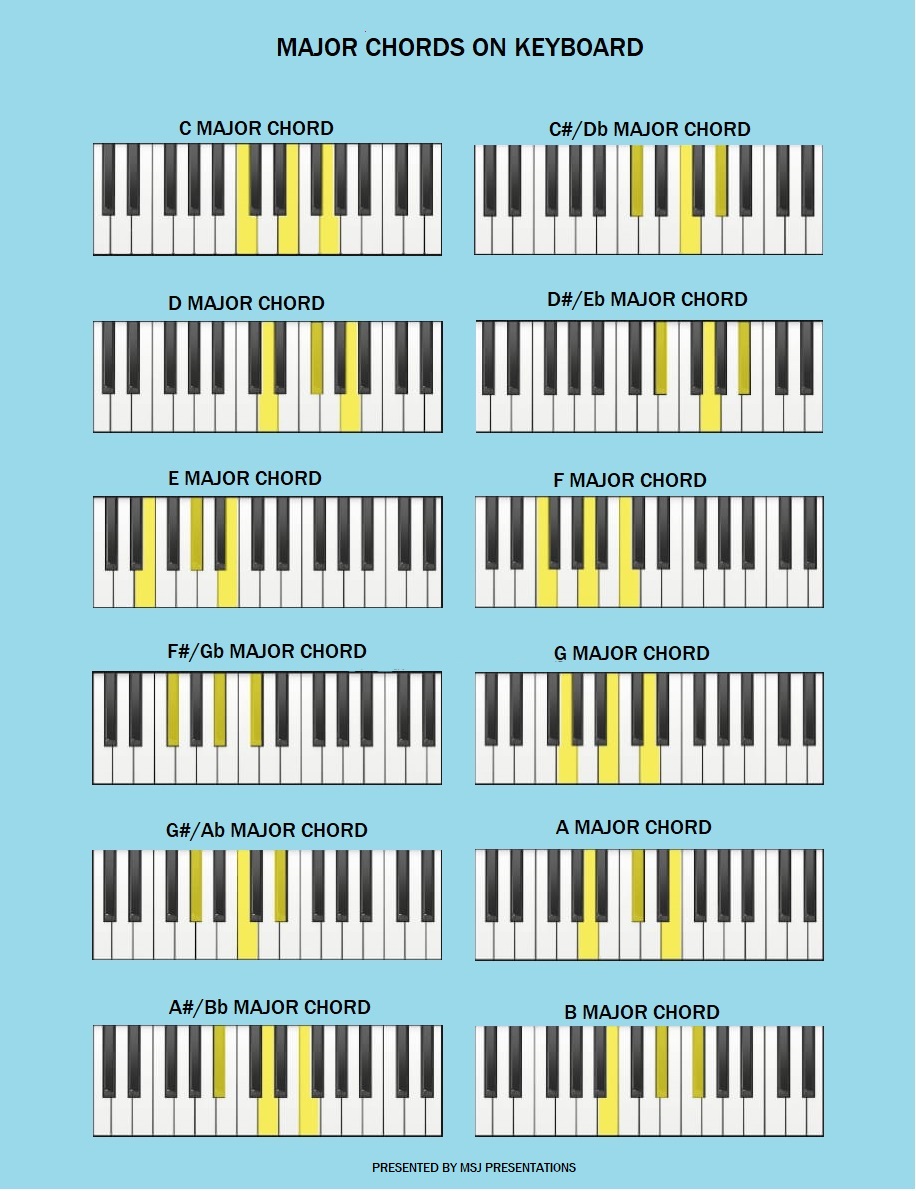 MAJOR CHORDS ON KEYBOARD
C MAJOR CHORD
C#/Db MAJOR CHORD
D MAJOR CHORD
D#/Eb MAJOR CHORD
E MAJOR CHORD
F MAJOR CHORD
F#/Gb MAJOR CHORD
G MAJOR CHORD
G#/Ab MAJOR CHORD
A MAJOR CHORD
A#/Bb MAJOR CHORD
B MAJOR CHORD
PRESENTED BY MSJ PRESENTATIONS